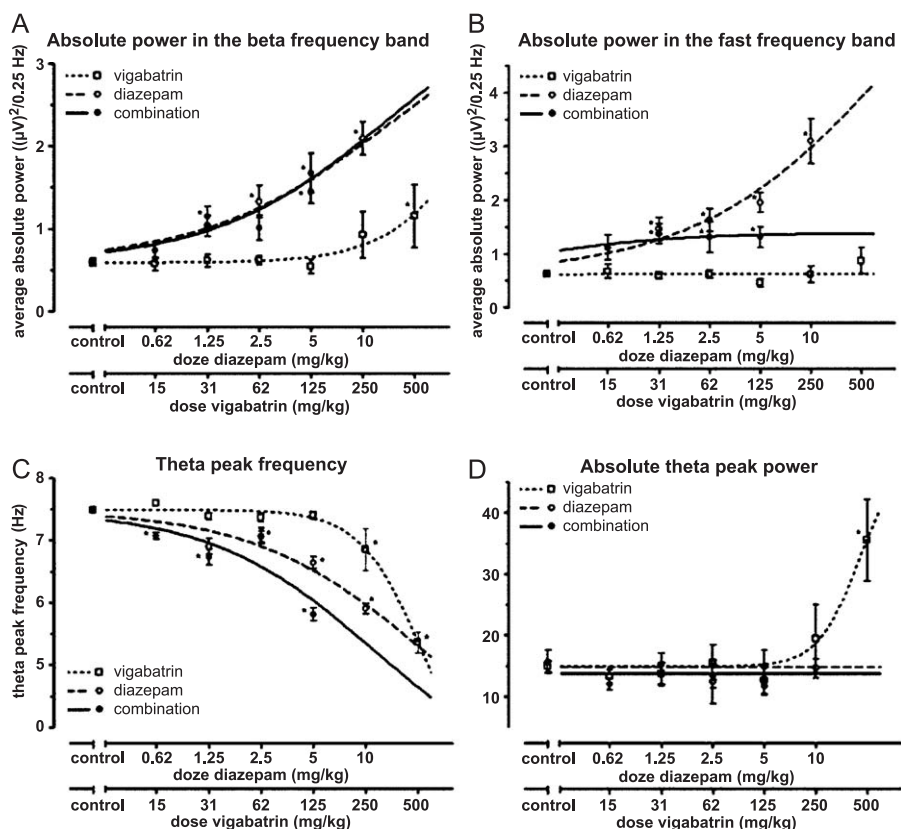 A
Absolute power in the beta frequency band
average absolute power ((µV)²/0.25 Hz)
3
2
1
0
vigabatrin
diazepam
combination
control 0.62 1.25 2.5 5 10
doze diazepam (mg/kg)
control 15 31 62 125 250 500
dose vigabatrin (mg/kg)
B
Absolute power in the fast frequency band
average absolute power ((µV)²/0.25 Hz)
4
3
2
1
0
vigabatrin
diazepam
combination
control 0.62 1.25 2.5 5 10
doze diazepam (mg/kg)
control 15 31 62 125 250 500
dose vigabatrin (mg/kg)
C
Theta peak frequency
theta peak frequency (Hz)
8
7
6
5
0
vigabatrin
diazepam
combination
control 0.62 1.25 2.5 5 10
doze diazepam (mg/kg)
control 15 31 62 125 250 500
dose vigabatrin (mg/kg)
D
Absolute theta peak power
45
35
25
15
vigabatrin
diazepam
combination
control 0.62 1.25 2.5 5 10
doze diazepam (mg/kg)
control 15 31 62 125 250 500
dose vigabatrin (mg/kg)